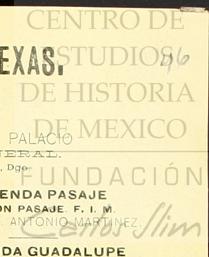 CENTRO DE
ESTUDIOS
EXAS.
DE HISTORIA
DE MEXICO
PALACIO
NERAL.
, Dgo.
FUNDACIÓN
ENDA PASAJE
ON PASAJE. F. I. M.
ANTONIO MARTINEZ.
Carlos Slim
DA GUADALUPE